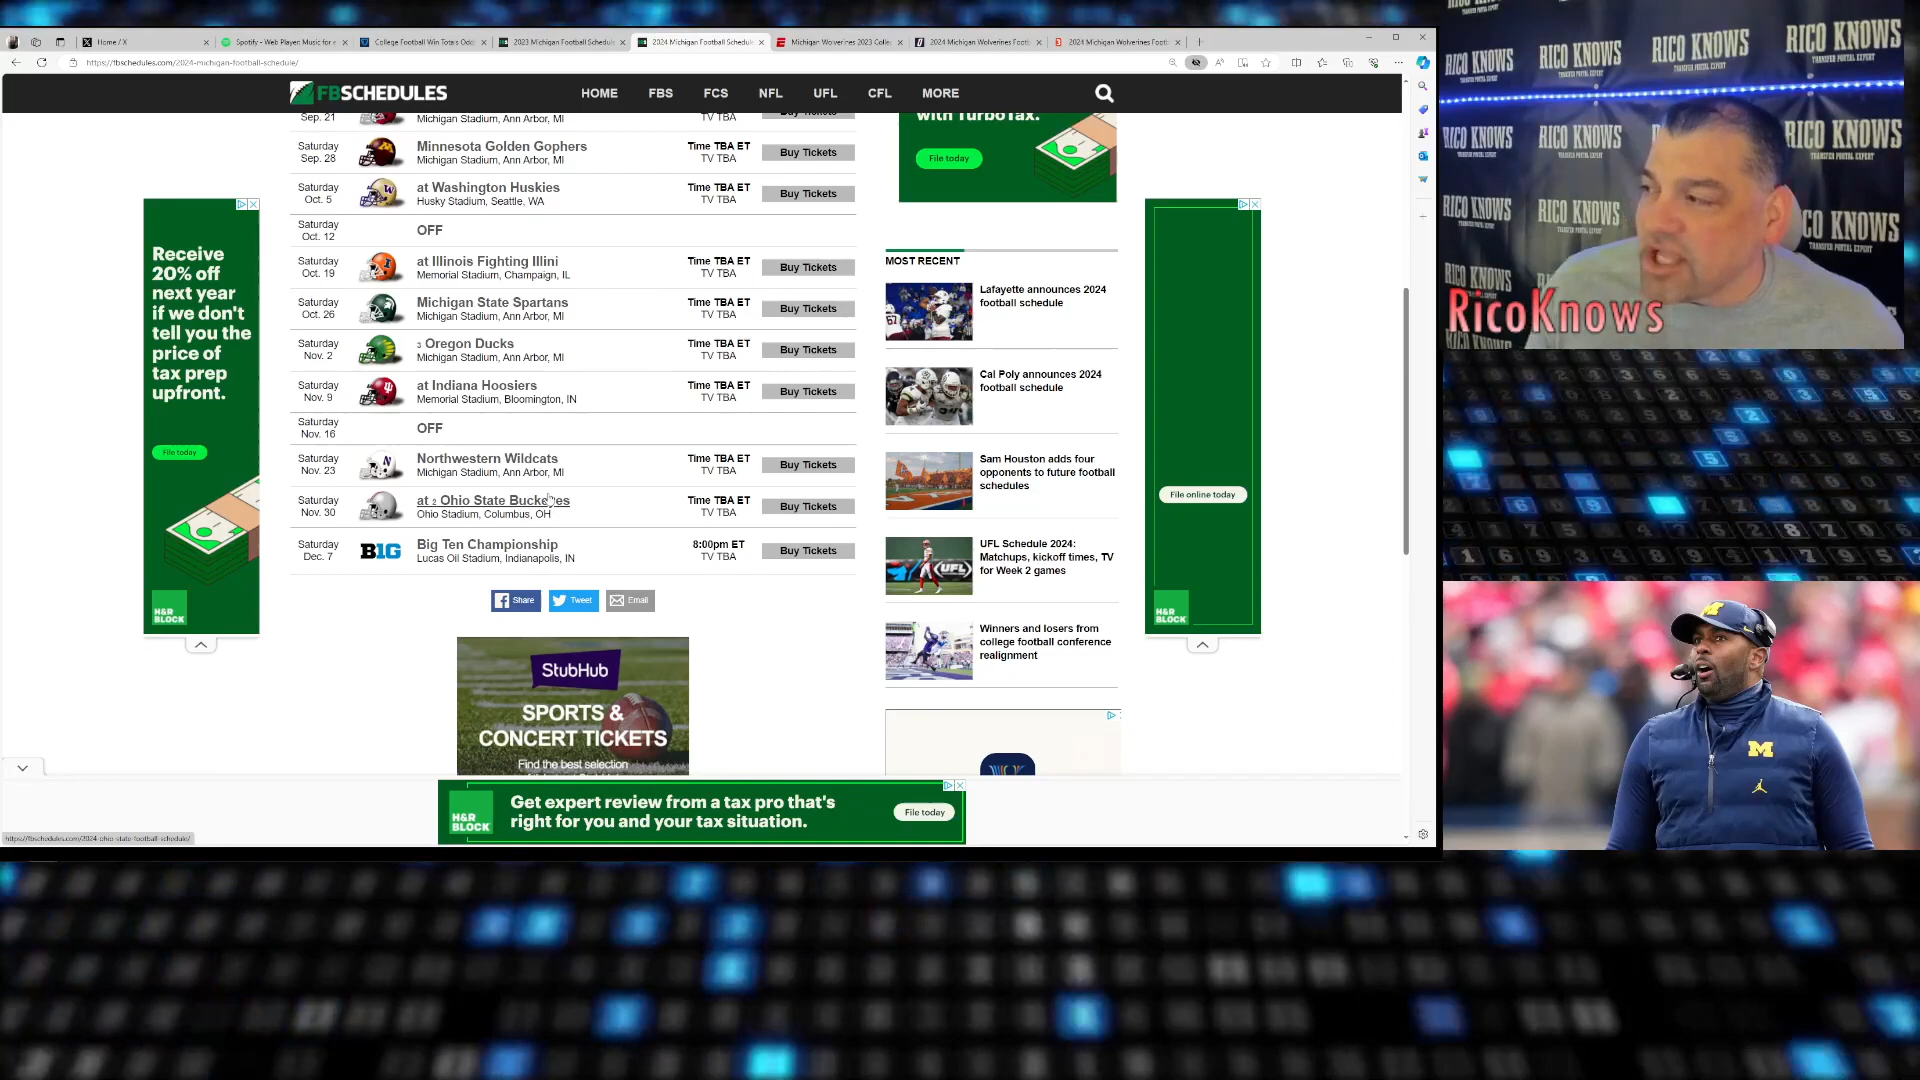 Home / X
Spotify - Web Player: Music for e
College Football Win Totals Odd
2023 Michigan Football Schedule
2024 Michigan Football Schedule
Michigan Wolverines 2023 Colle
2024 Michigan Wolverines Footb
2024 Michigan Wolverines Footb
https://fbschedules.com/2024-michigan-football-schedule/
FBSCHEDULES
HOME
FBS
FCS
NFL
UFL
CFL
MORE
Sep. 21
Michigan Stadium, Ann Arbor, MI
TV TBA
Buy Tickets
Saturday
Sep. 28
Minnesota Golden Gophers
Michigan Stadium, Ann Arbor, MI
Time TBA ET
TV TBA
Buy Tickets
Saturday
Oct. 5
at Washington Huskies
Husky Stadium, Seattle, WA
Time TBA ET
TV TBA
Buy Tickets
Saturday
Oct. 12
OFF
Saturday
Oct. 19
at Illinois Fighting Illini
Memorial Stadium, Champaign, IL
Time TBA ET
TV TBA
Buy Tickets
Saturday
Oct. 26
Michigan State Spartans
Michigan Stadium, Ann Arbor, MI
Time TBA ET
TV TBA
Buy Tickets
Saturday
Nov. 2
3 Oregon Ducks
Michigan Stadium, Ann Arbor, MI
Time TBA ET
TV TBA
Buy Tickets
Saturday
Nov. 9
at Indiana Hoosiers
Memorial Stadium, Bloomington, IN
Time TBA ET
TV TBA
Buy Tickets
Saturday
Nov. 16
OFF
Saturday
Nov. 23
Northwestern Wildcats
Michigan Stadium, Ann Arbor, MI
Time TBA ET
TV TBA
Buy Tickets
Saturday
Nov. 30
at 2 Ohio State Buckeyes
Ohio Stadium, Columbus, OH
Time TBA ET
TV TBA
Buy Tickets
Saturday
Dec. 7
B1G
Big Ten Championship
Lucas Oil Stadium, Indianapolis, IN
8:00pm ET
TV TBA
Buy Tickets
Share
Tweet
Email
StubHub
SPORTS &
CONCERT TICKETS
Find the best selection
Receive
20% off
next year
if we don't
tell you the
price of
tax prep
upfront.
File today
H&R
BLOCK
with TurboTax.
File today
MOST RECENT
Lafayette announces 2024
football schedule
Cal Poly announces 2024
football schedule
Sam Houston adds four
opponents to future football
schedules
UFL Schedule 2024:
Matchups, kickoff times, TV
for Week 2 games
Winners and losers from
college football conference
realignment
File online today
H&R
BLOCK
H&R
BLOCK
Get expert review from a tax pro that's
right for you and your tax situation.
File today
https://fbschedules.com/2024-ohio-state-football-schedule/
RICO KNOWS
TRANSFER PORTAL EXPERT
RicoKnows